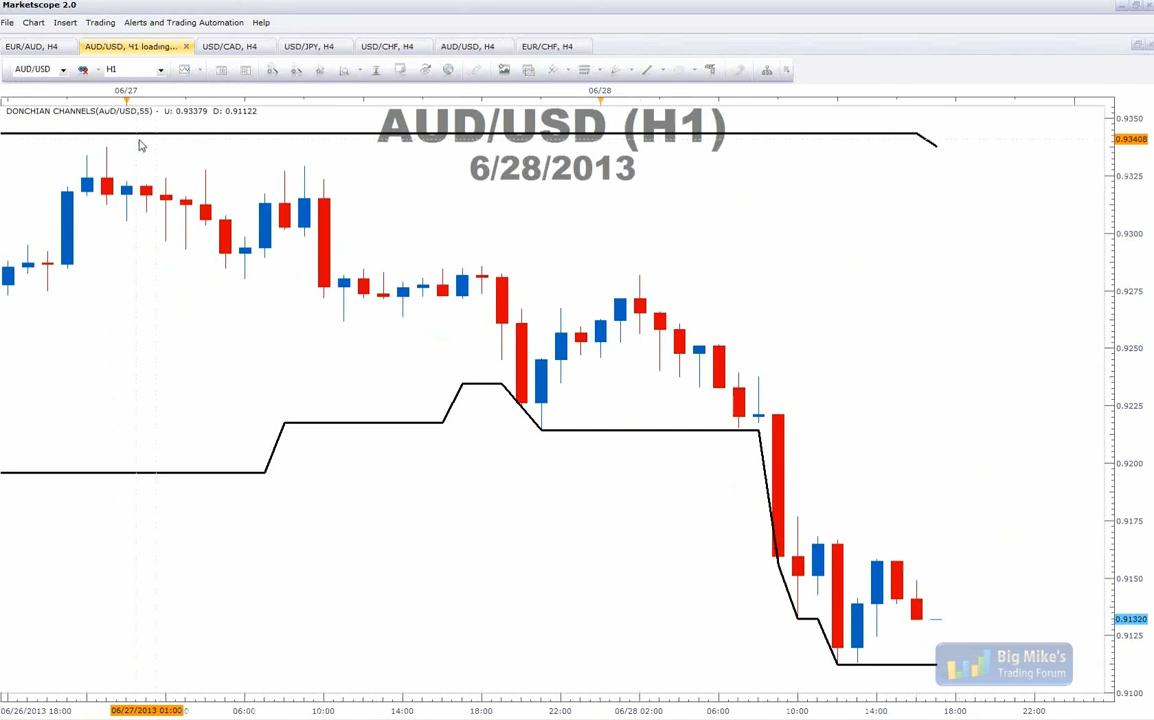 Marketscope 2.0
File Chart Insert Trading Alerts and Trading Automation Help
EUR/AUD, H4 AUD/USD, H1 loading... USD/CAD, H4 USD/JPY, H4 USD/CHF, H4 AUD/USD, H4 EUR/CHF, H4
AUD/USD H1
06/27 06/28
DONCHIAN CHANNELS(AUD/USD,55) - U: 0.93379 D: 0.91122
AUD/USD (H1)
6/28/2013
0.9350
0.93408
0.9325
0.9300
0.9275
0.9250
0.9225
0.9200
0.9175
0.9150
0.91320
0.9125
0.9100
Big Mike's
Trading Forum
06/26/2013 18:00 06/27/2013 01:00 06:00 10:00 14:00 18:00 22:00 06/28 02:00 06:00 10:00 14:00 18:00 22:00